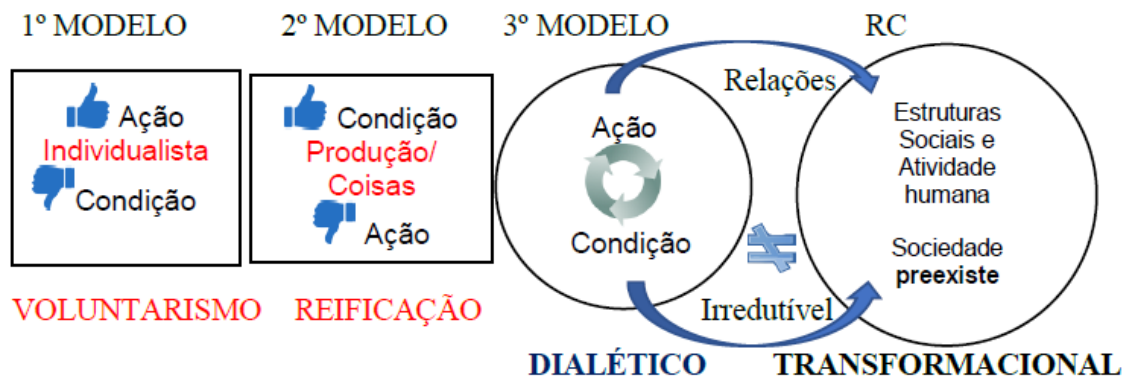 1º MODELO
2º MODELO
3º MODELO
RC
Ação
Individualista
Condição
VOLUNTARISMO
Condição
Produção/
Coisas
Ação
REIFICAÇÃO
Ação
Condição
DIALÉTICO
Relações
Irredutível
Estruturas
Sociais e
Atividade
humana
Sociedade
preexiste
TRANSFORMACIONAL